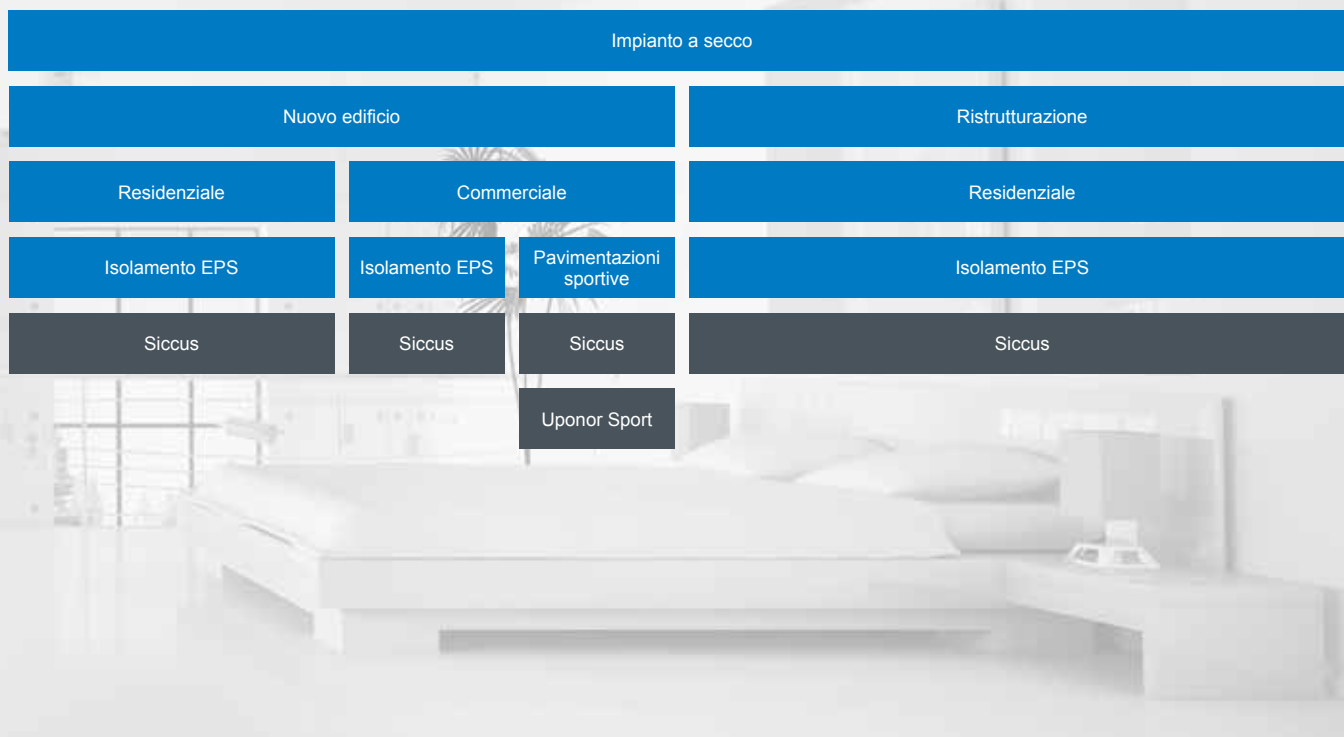 Impianto a secco
Nuovo edificio
Ristrutturazione
Residenziale
Commerciale
Residenziale
Isolamento EPS
Isolamento EPS
Pavimentazioni
sportive
Isolamento EPS
Siccus
Siccus
Siccus
Siccus
Uponor Sport